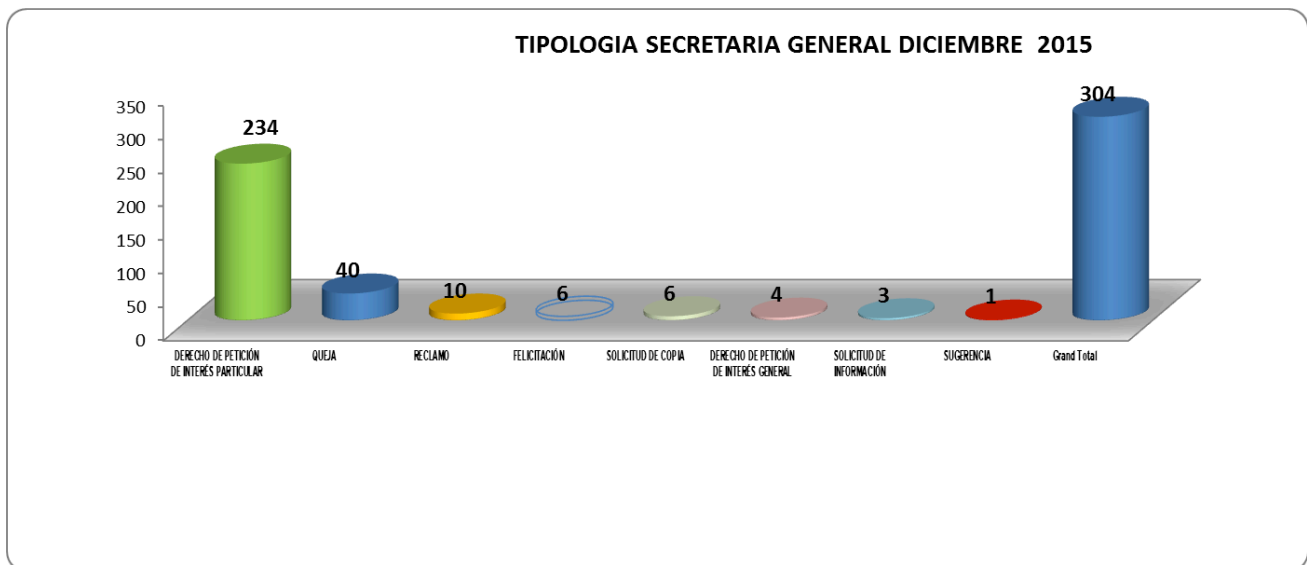 TIPOLOGIA SECRETARIA GENERAL DICIEMBRE 2015
350
300
250
200
150
100
50
0
234
40
10
6
6
4
3
1
304
DERECHO DE PETICIÓN
DE INTERÉS PARTICULAR
QUEJA
RECLAMO
FELICITACIÓN
SOLICITUD DE COPIA
DERECHO DE PETICIÓN
DE INTERÉS GENERAL
SOLICITUD DE
INFORMACIÓN
SUGERENCIA
Grand Total